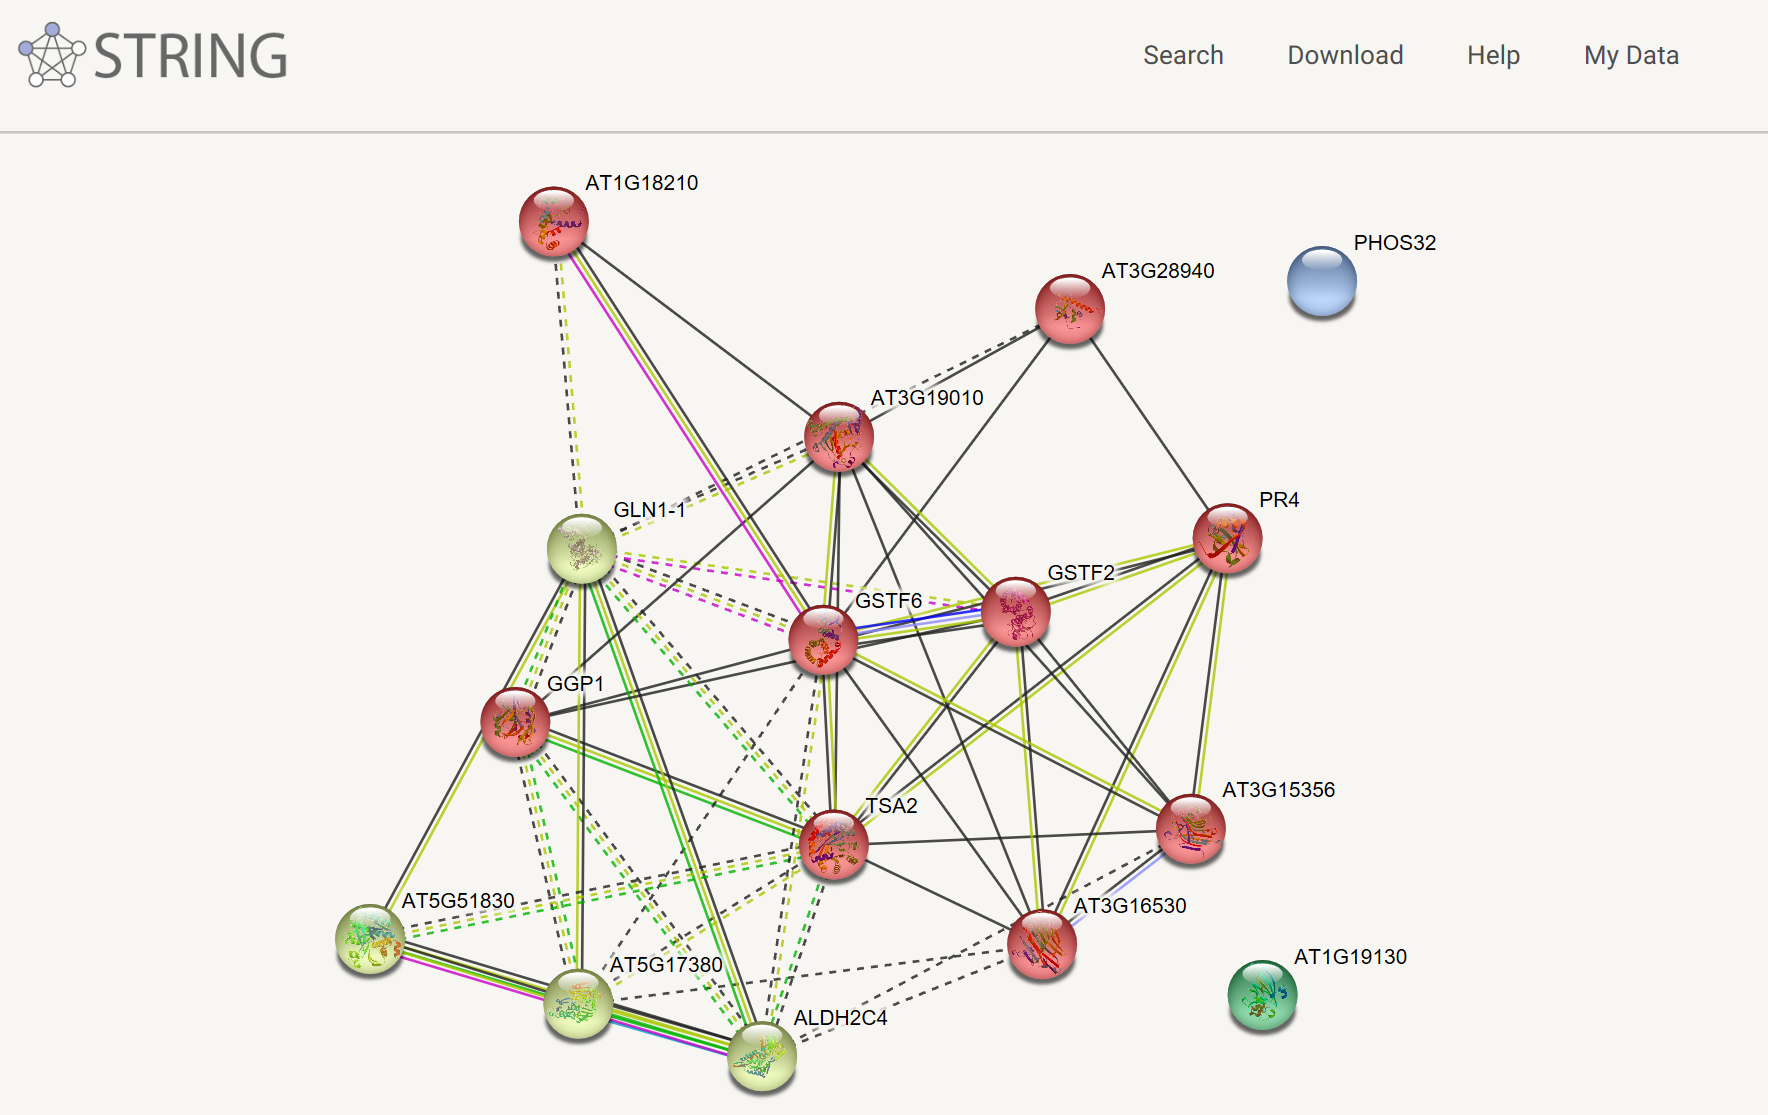 STRING
Search Download Help My Data
AT1G18210
PHOS32
AT3G28940
AT3G19010
PR4
GLN1-1
GSTF2
GSTF6
GGP1
AT3G15356
TSA2
AT5G51830
AT3G16530
AT1G19130
AT5G17380
ALDH2C4